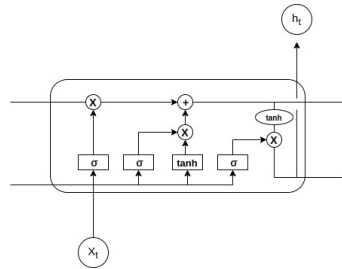 h_t
X +
tanh
X X
σ σ tanh σ
X_t